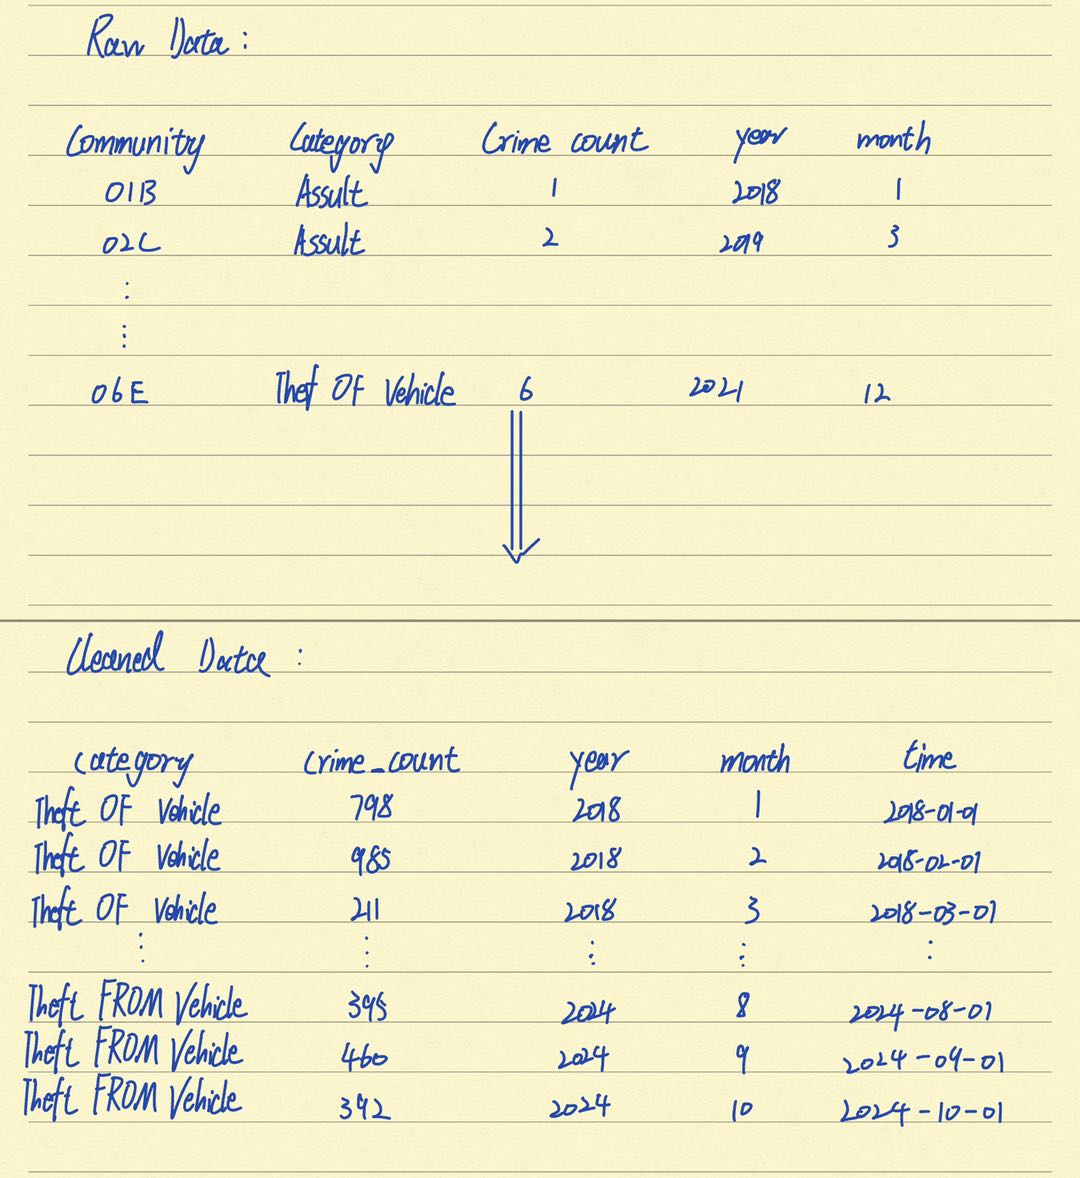 Raw Data :
Community Category Crime count year month
01B Assult 1 2018 1
02C Assult 2 2019 3
⋮
⋮
06E Theft OF Vehicle 6 2021 12
Cleaned Data :
category crime_count year month time
Theft OF Vehicle 798 2018 1 2018-01-01
Theft OF Vehicle 985 2018 2 2018-02-01
Theft OF Vehicle 211 2018 3 2018-03-01
⋮ ⋮ ⋮ ⋮ ⋮
Theft FROM Vehicle 395 2024 8 2024-08-01
Theft FROM Vehicle 460 2024 9 2024-09-01
Theft FROM Vehicle 392 2024 10 2024-10-01